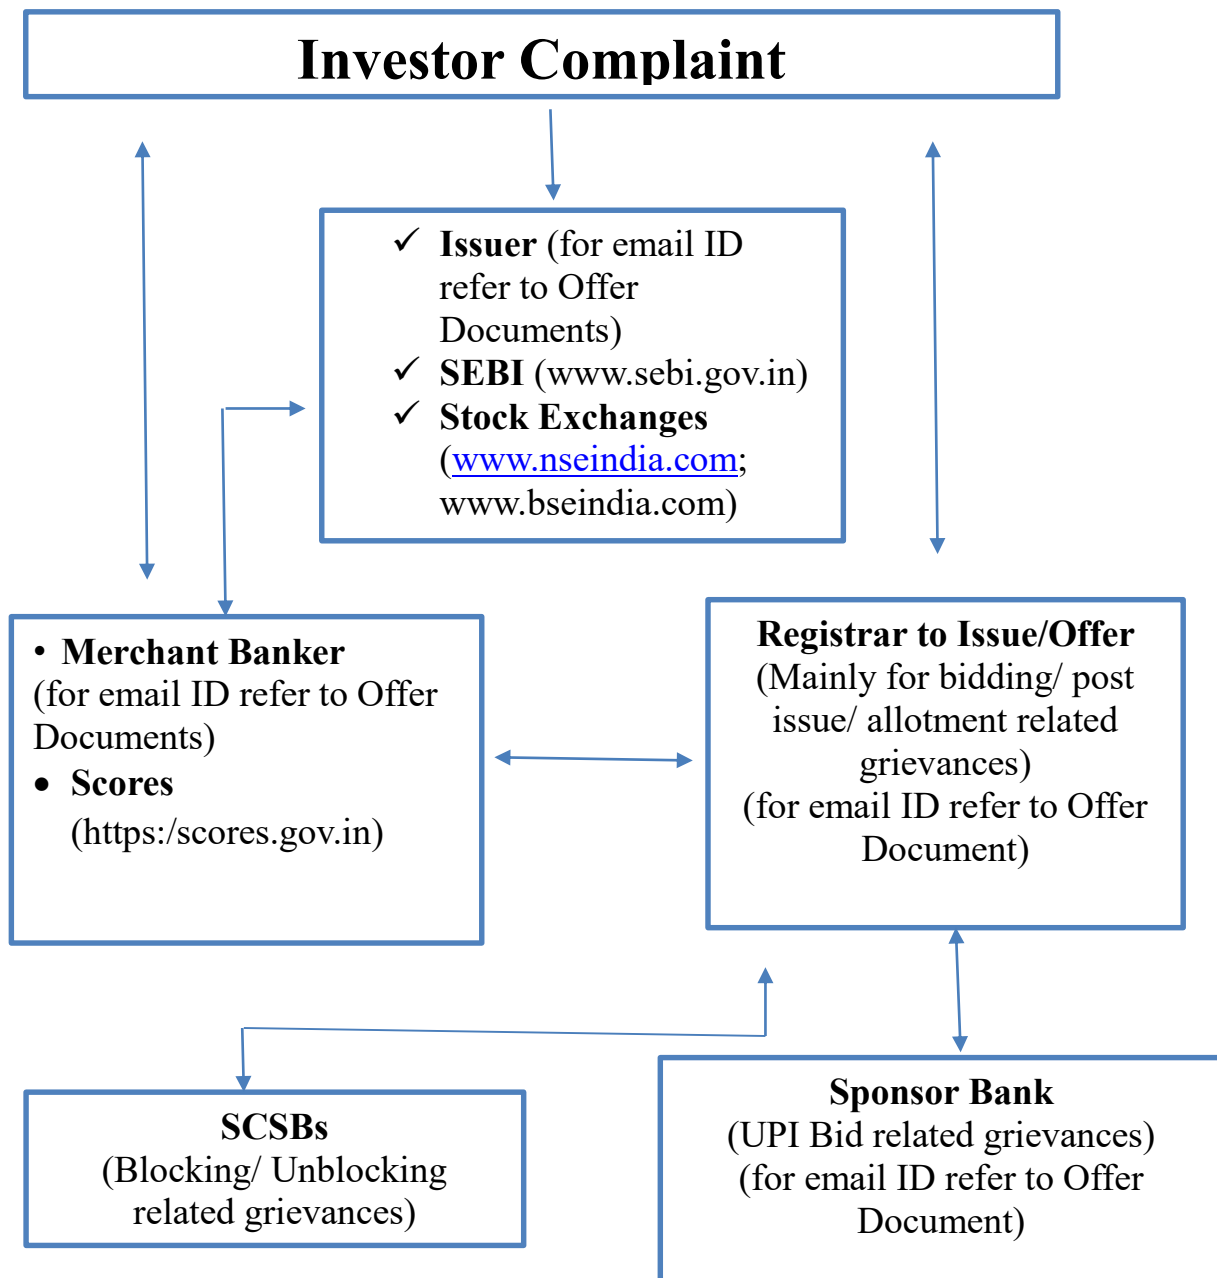 Investor Complaint
✓ Issuer (for email ID
refer to Offer
Documents)
✓ SEBI (www.sebi.gov.in)
✓ Stock Exchanges
(www.nseindia.com;
www.bseindia.com)
• Merchant Banker
(for email ID refer to Offer
Documents)
• Scores
(https:/scores.gov.in)
Registrar to Issue/Offer
(Mainly for bidding/ post
issue/ allotment related
grievances)
(for email ID refer to Offer
Document)
SCSBs
(Blocking/ Unblocking
related grievances)
Sponsor Bank
(UPI Bid related grievances)
(for email ID refer to Offer
Document)